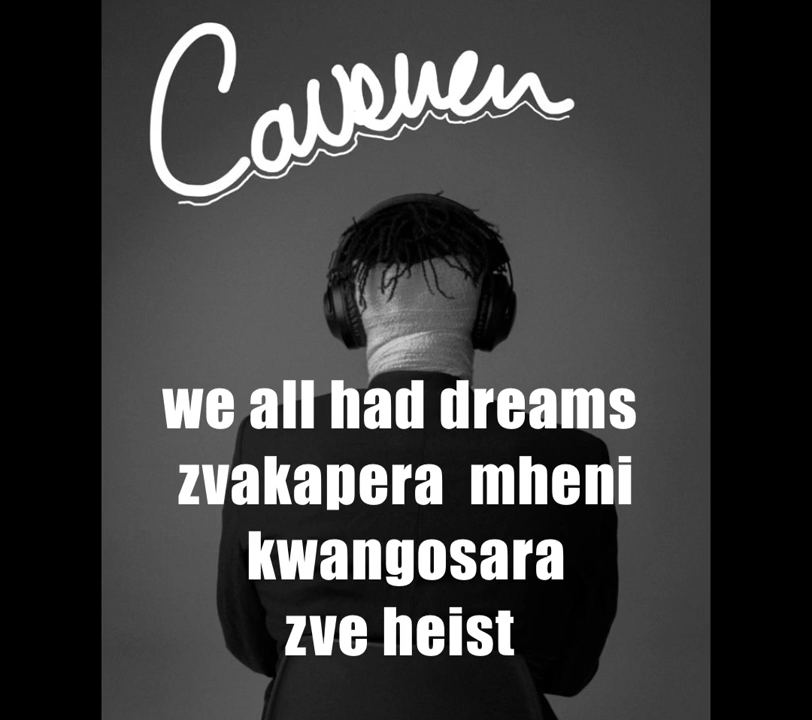 Cavemen
we all had dreams
zvakapera mheni
kwangosara
zve heist